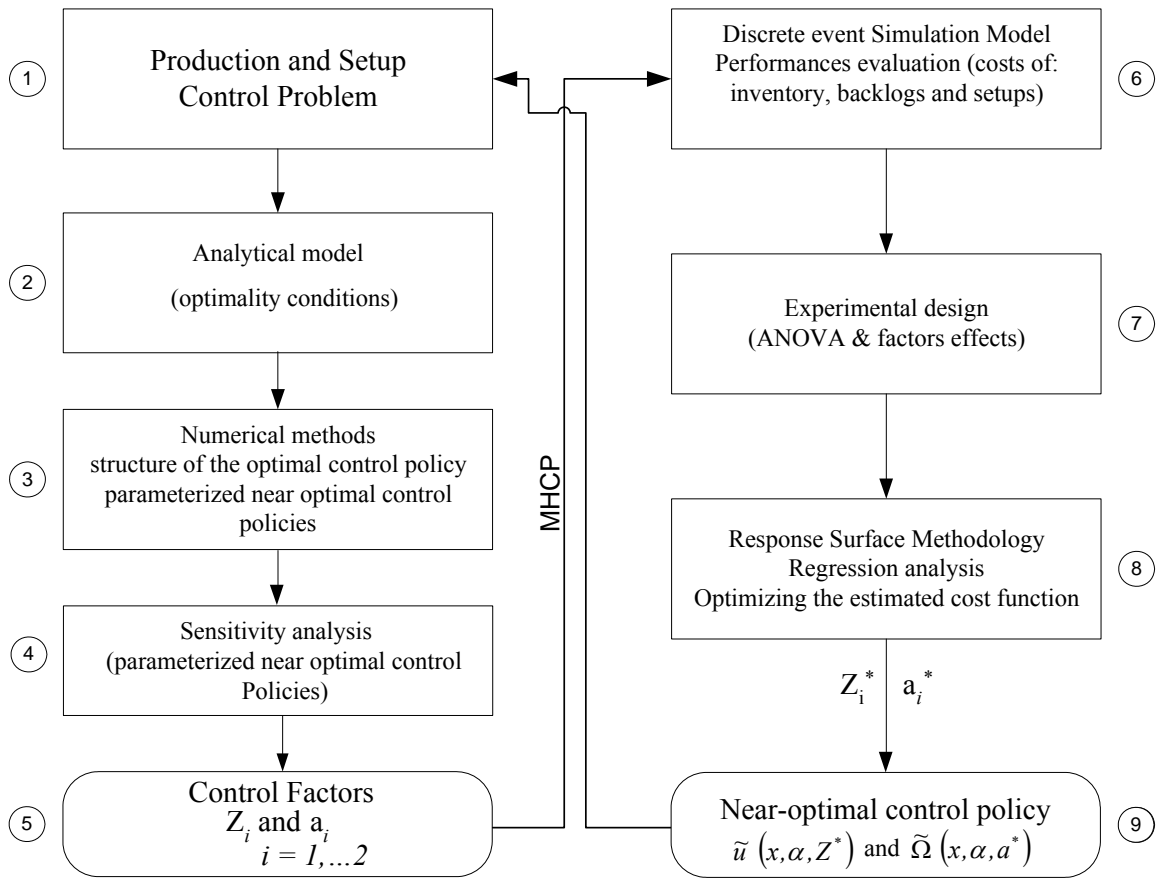 1
Production and Setup
Control Problem
2
Analytical model
(optimality conditions)
3
Numerical methods
structure of the optimal control policy
parameterized near optimal control
policies
4
Sensitivity analysis
(parameterized near optimal control
Policies)
5
Control Factors
Z_i and a_i
i = 1,...2
MHCP
Discrete event Simulation Model
Performances evaluation (costs of:
inventory, backlogs and setups)
6
Experimental design
(ANOVA & factors effects)
7
Response Surface Methodology
Regression analysis
Optimizing the estimated cost function
8
Z_i^* a_i^*
Near-optimal control policy
ũ (x,α,Z^*) and Ω̃ (x,α,a^*)
9